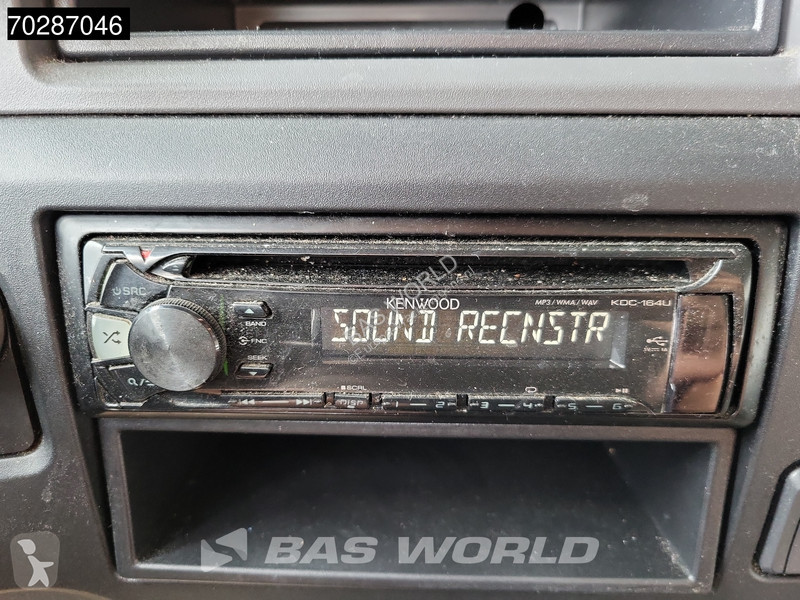 70287046
SRC
KENWOOD
MP3/WMA/WAV
KDC-164U
BAND
FNC
SEEK
SOUND RECNSTR
SCRL
DISP
1 2 3 4 5 6
BAS WORLD